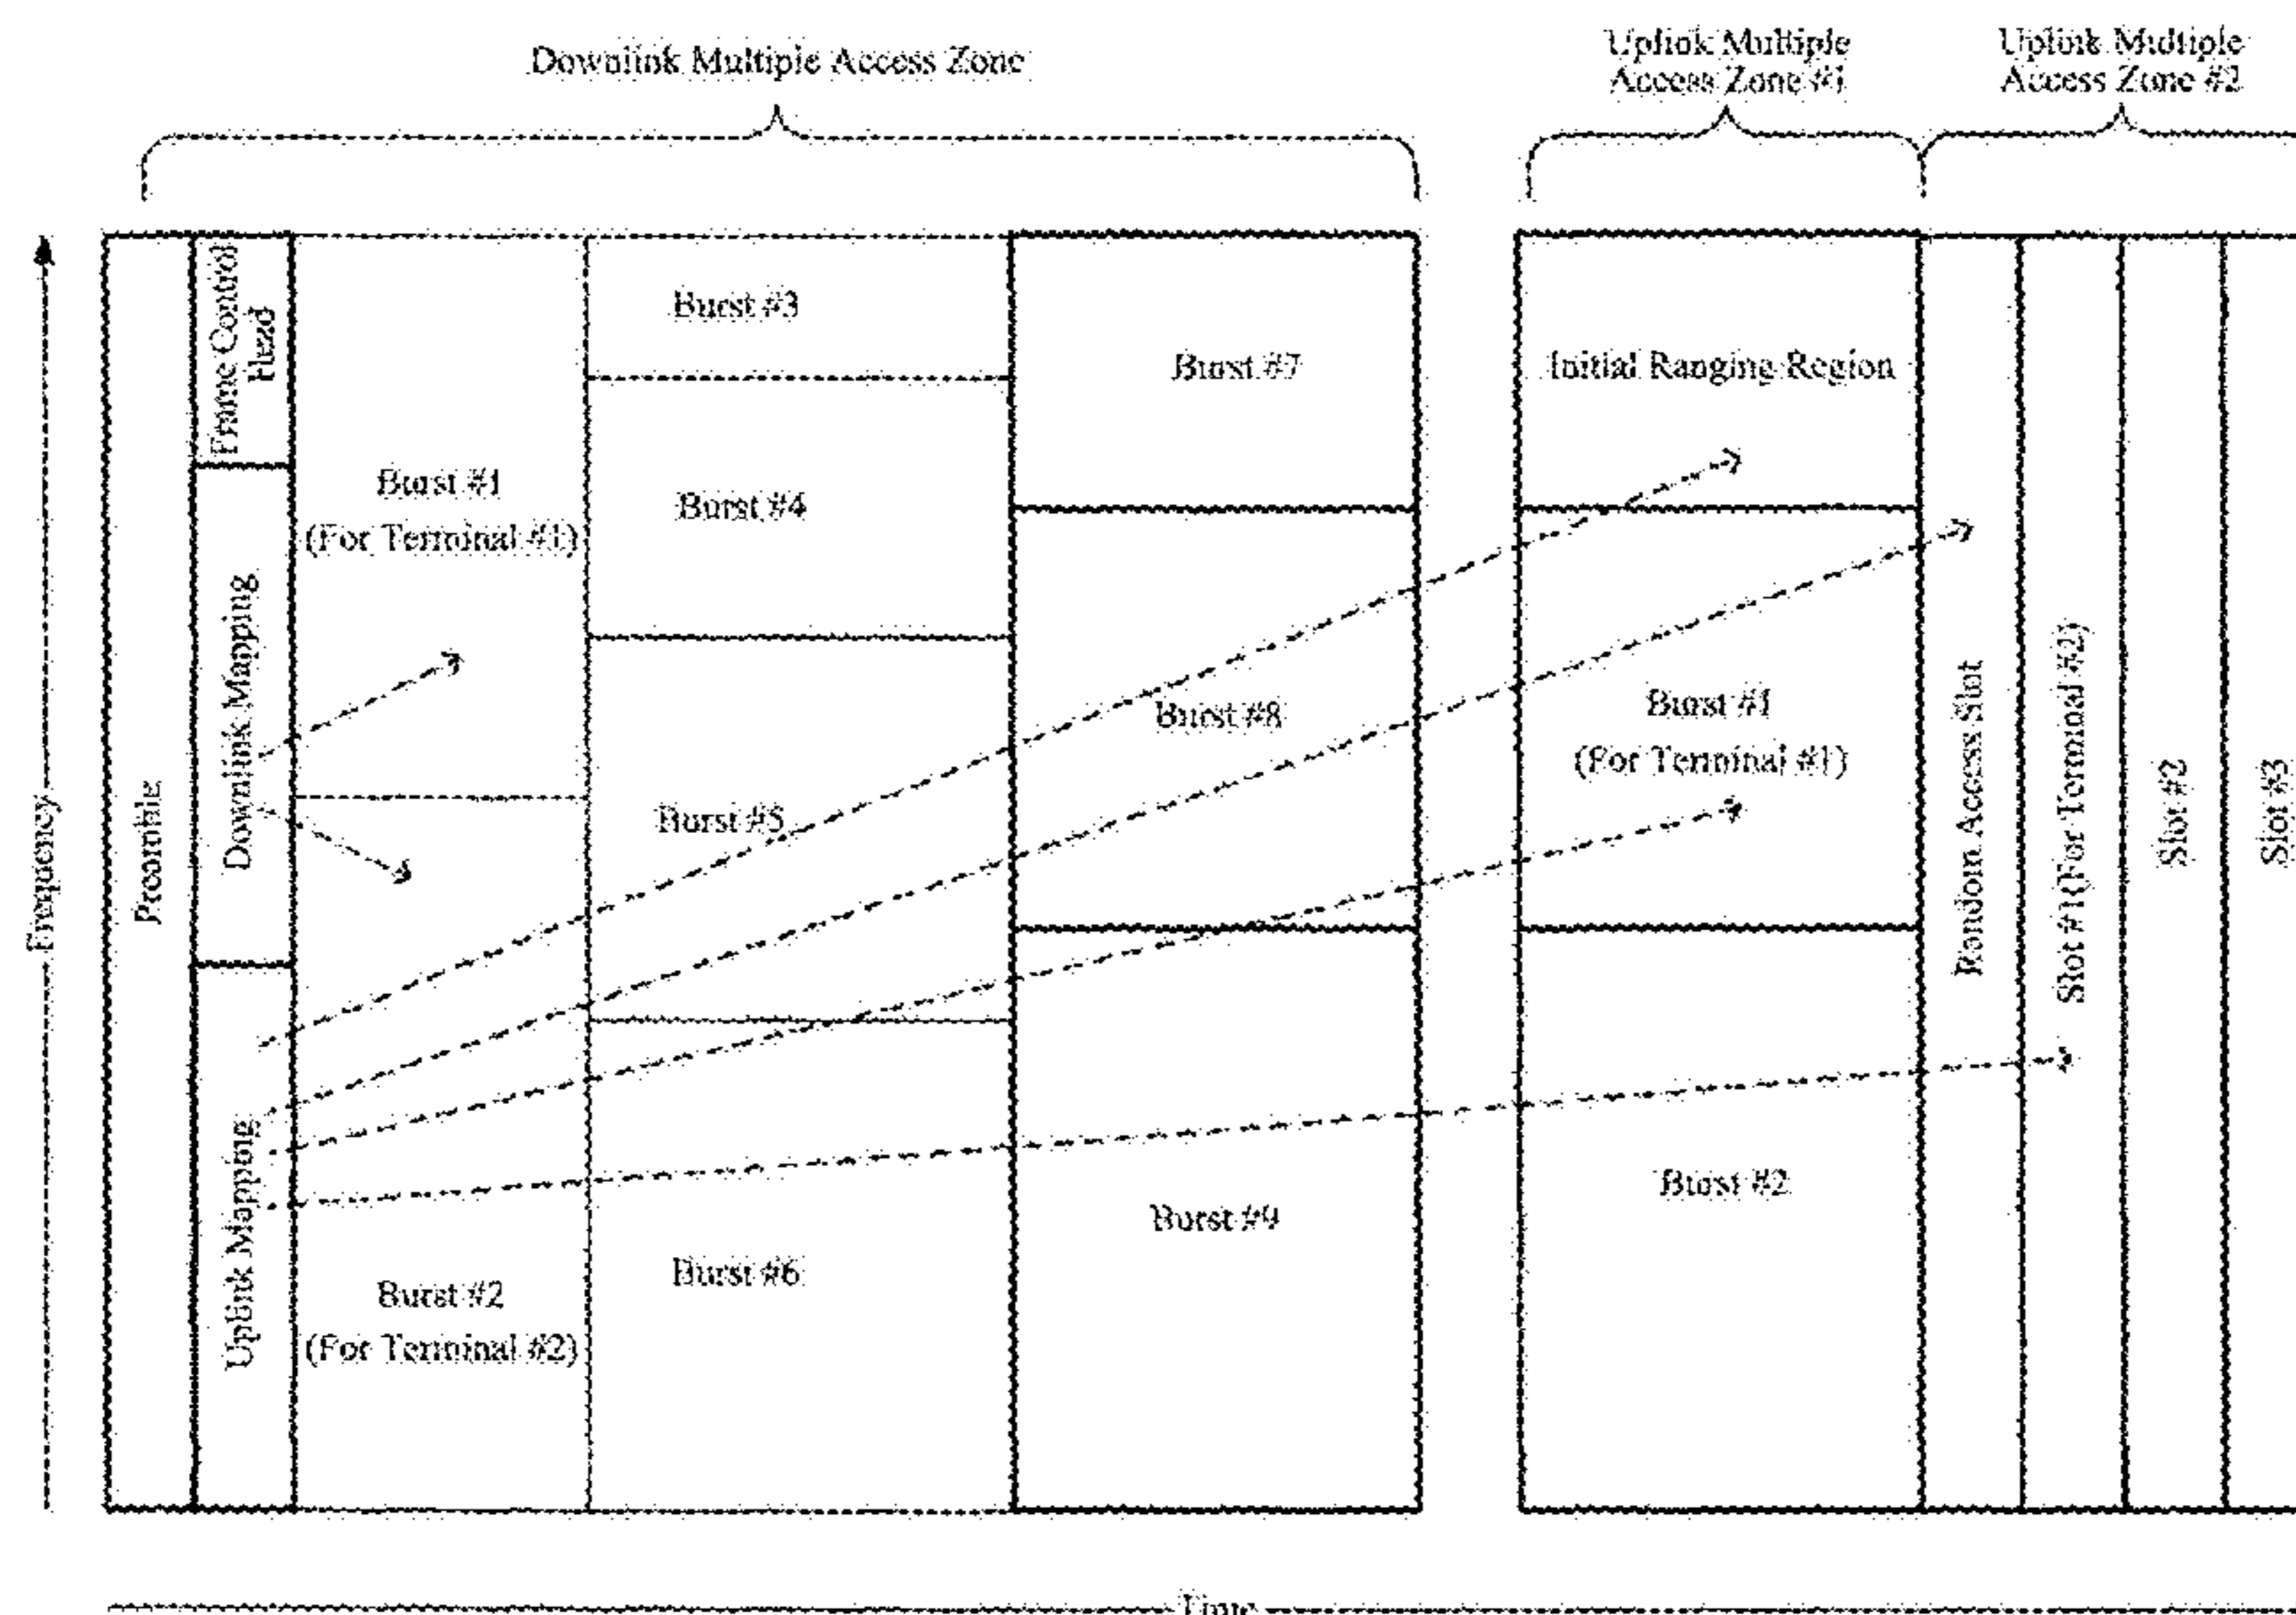 Downlink Multiple Access Zone
Uplink Multiple
Access Zone #1
Uplink Multiple
Access Zone #2
Frequency
Preamble
Frame Control
Head
Downlink Mapping
Uplink Mapping
Burst #1
(For Terminal #1)
Burst #2
(For Terminal #2)
Burst #3
Burst #4
Burst #5
Burst #6
Burst #7
Burst #8
Burst #9
Initial Ranging Region
Burst #1
(For Terminal #1)
Burst #2
Random Access Slot
Slot #1(For Terminal #2)
Slot #2
Slot #3
Time